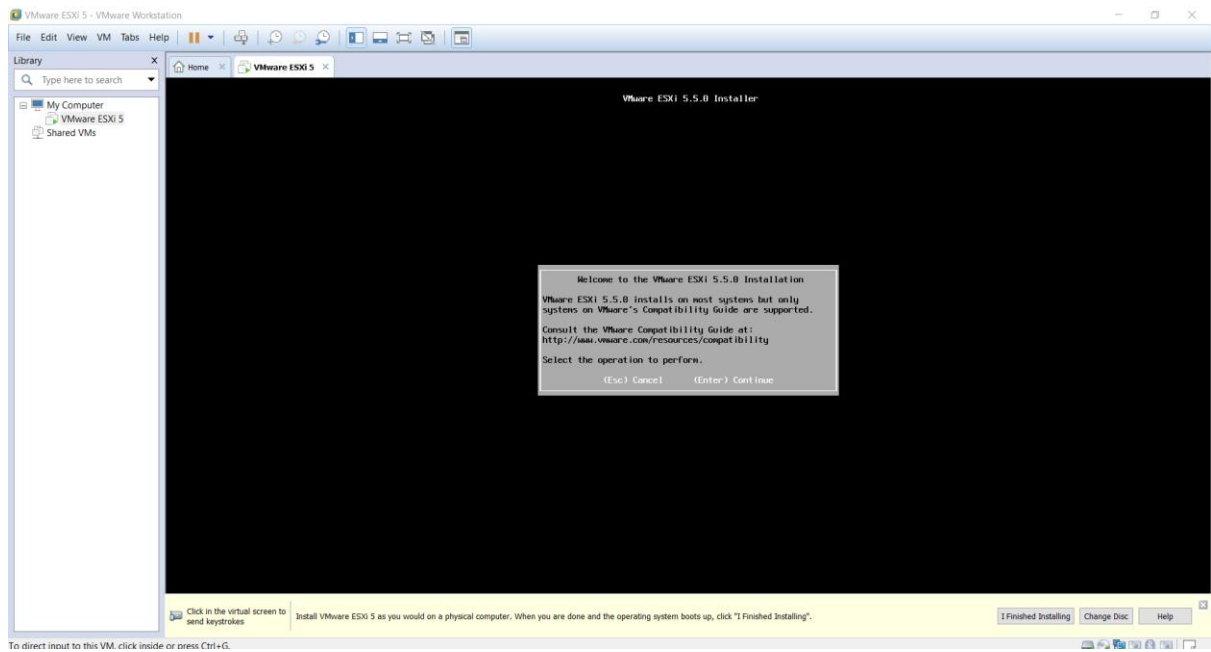 VMware ESXi 5 - VMware Workstation
File Edit View VM Tabs Help
Library X
Home × VMware ESXi 5 ×
Type here to search
My Computer
VMware ESXi 5
Shared VMs
VMware ESXi 5.5.0 Installer
Welcome to the VMware ESXi 5.5.0 Installation
VMware ESXi 5.5.0 installs on most systems but only
systems on VMware's Compatibility Guide are supported.
Consult the VMware Compatibility Guide at:
http://www.vmware.com/resources/compatibility
Select the operation to perform.
(Esc) Cancel (Enter) Continue
Click in the virtual screen to
send keystrokes
Install VMware ESXi 5 as you would on a physical computer. When you are done and the operating system boots up, click "I Finished Installing".
I Finished Installing Change Disc Help
To direct input to this VM, click inside or press Ctrl+G.